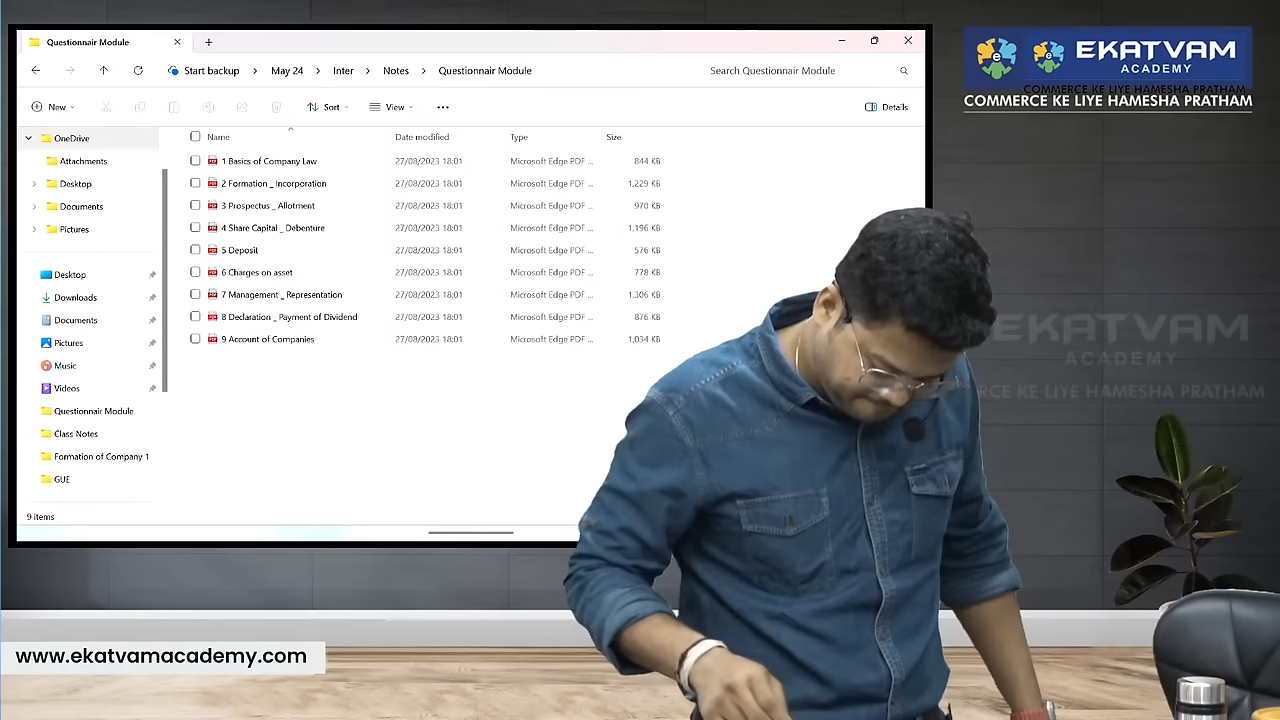 Questionnair Module
Start backup > May 24 > Inter > Notes > Questionnair Module
Search Questionnair Module
New
Sort
View
Details
OneDrive
Attachments
Desktop
Documents
Pictures
Desktop
Downloads
Documents
Pictures
Music
Videos
Questionnair Module
Class Notes
Formation of Company 1
GUE
Name Date modified Type Size
1 Basics of Company Law 27/08/2023 18:01 Microsoft Edge PDF ... 844 KB
2 Formation _ Incorporation 27/08/2023 18:01 Microsoft Edge PDF ... 1,229 KB
3 Prospectus _ Allotment 27/08/2023 18:01 Microsoft Edge PDF ... 970 KB
4 Share Capital _ Debenture 27/08/2023 18:01 Microsoft Edge PDF ... 1,196 KB
5 Deposit 27/08/2023 18:01 Microsoft Edge PDF ... 576 KB
6 Charges on asset 27/08/2023 18:01 Microsoft Edge PDF ... 778 KB
7 Management _ Representation 27/08/2023 18:01 Microsoft Edge PDF ... 1,306 KB
8 Declaration _ Payment of Dividend 27/08/2023 18:01 Microsoft Edge PDF ... 876 KB
9 Account of Companies 27/08/2023 18:01 Microsoft Edge PDF ... 1,034 KB
9 items
EKATVAM
ACADEMY
COMMERCE KE LIYE HAMESHA PRATHAM
COMMERCE KE LIYE HAMESHA PRATHAM
EKATVAM
ACADEMY
RCE KE LIYE HAMESHA PRATHAM
www.ekatvamacademy.com